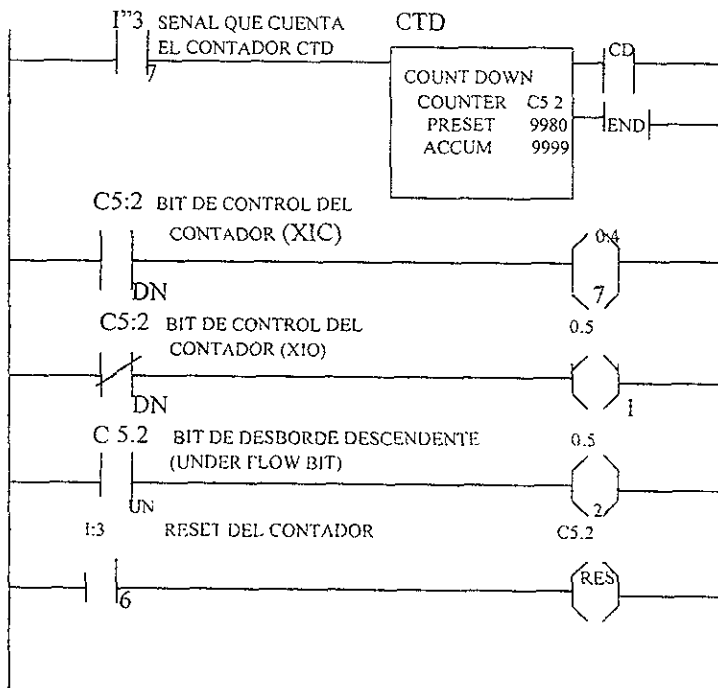 I"3 SENAL QUE CUENTA
EL CONTADOR CTD
7
CTD
COUNT DOWN
COUNTER C5 2
PRESET 9980
ACCUM 9999
CD
END
C5:2 BIT DE CONTROL DEL
CONTADOR (XIC)
DN
0:4
7
C5:2 BIT DE CONTROL DEL
CONTADOR (XIO)
DN
0.5
1
C 5.2 BIT DE DESBORDE DESCENDENTE
(UNDER FLOW BIT)
UN
0.5
2
I:3 RESET DEL CONTADOR
6
C5.2
RES